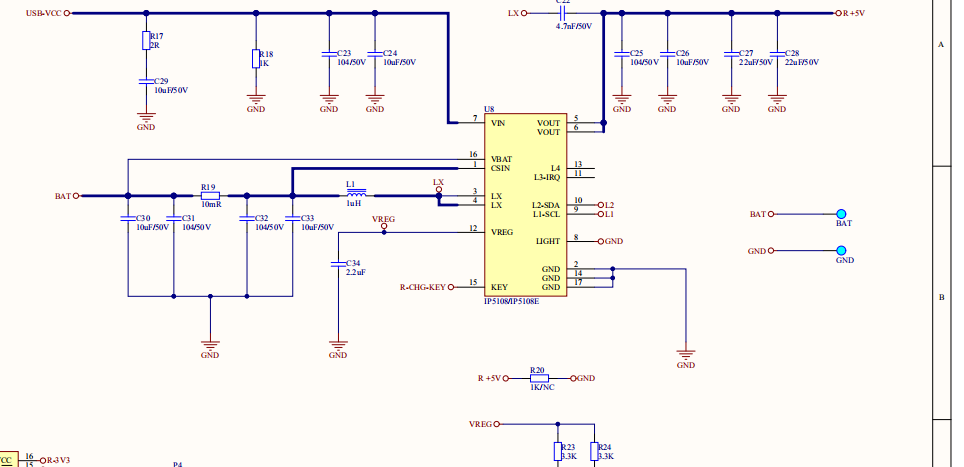 USB-VCC
R17
2R
C29
10uF/50V
GND
R18
1K
GND
C23
104/50V
GND
C24
10uF/50V
GND
LX
4.7nF/50V
R+5V
C25
104/50V
GND
C26
10uF/50V
GND
C27
22uF/50V
GND
C28
22uF/50V
GND
A
U8
7 VIN VOUT 5
VOUT 6
16 VBAT
1 CSIN L4 13
L3-IRQ 11
3 LX
4 LX L2-SDA 10 L2
L1-SCL 9 L1
12 VREG
LIGHT 8 GND
GND 2
GND 14
15 KEY GND 17
IP5108/IP5108E
BAT
R19
10mR
L1
1uH
LX
C30
10uF/50V
C31
104/50V
C32
104/50V
C33
10uF/50V
GND
VREG
C34
2.2uF
GND
R-CHG-KEY
GND
BAT
BAT
GND
GND
B
R +5V
R20
1K/NC
GND
VREG
R23
3.3K
R24
3.3K
16 R-3V3
15
P4